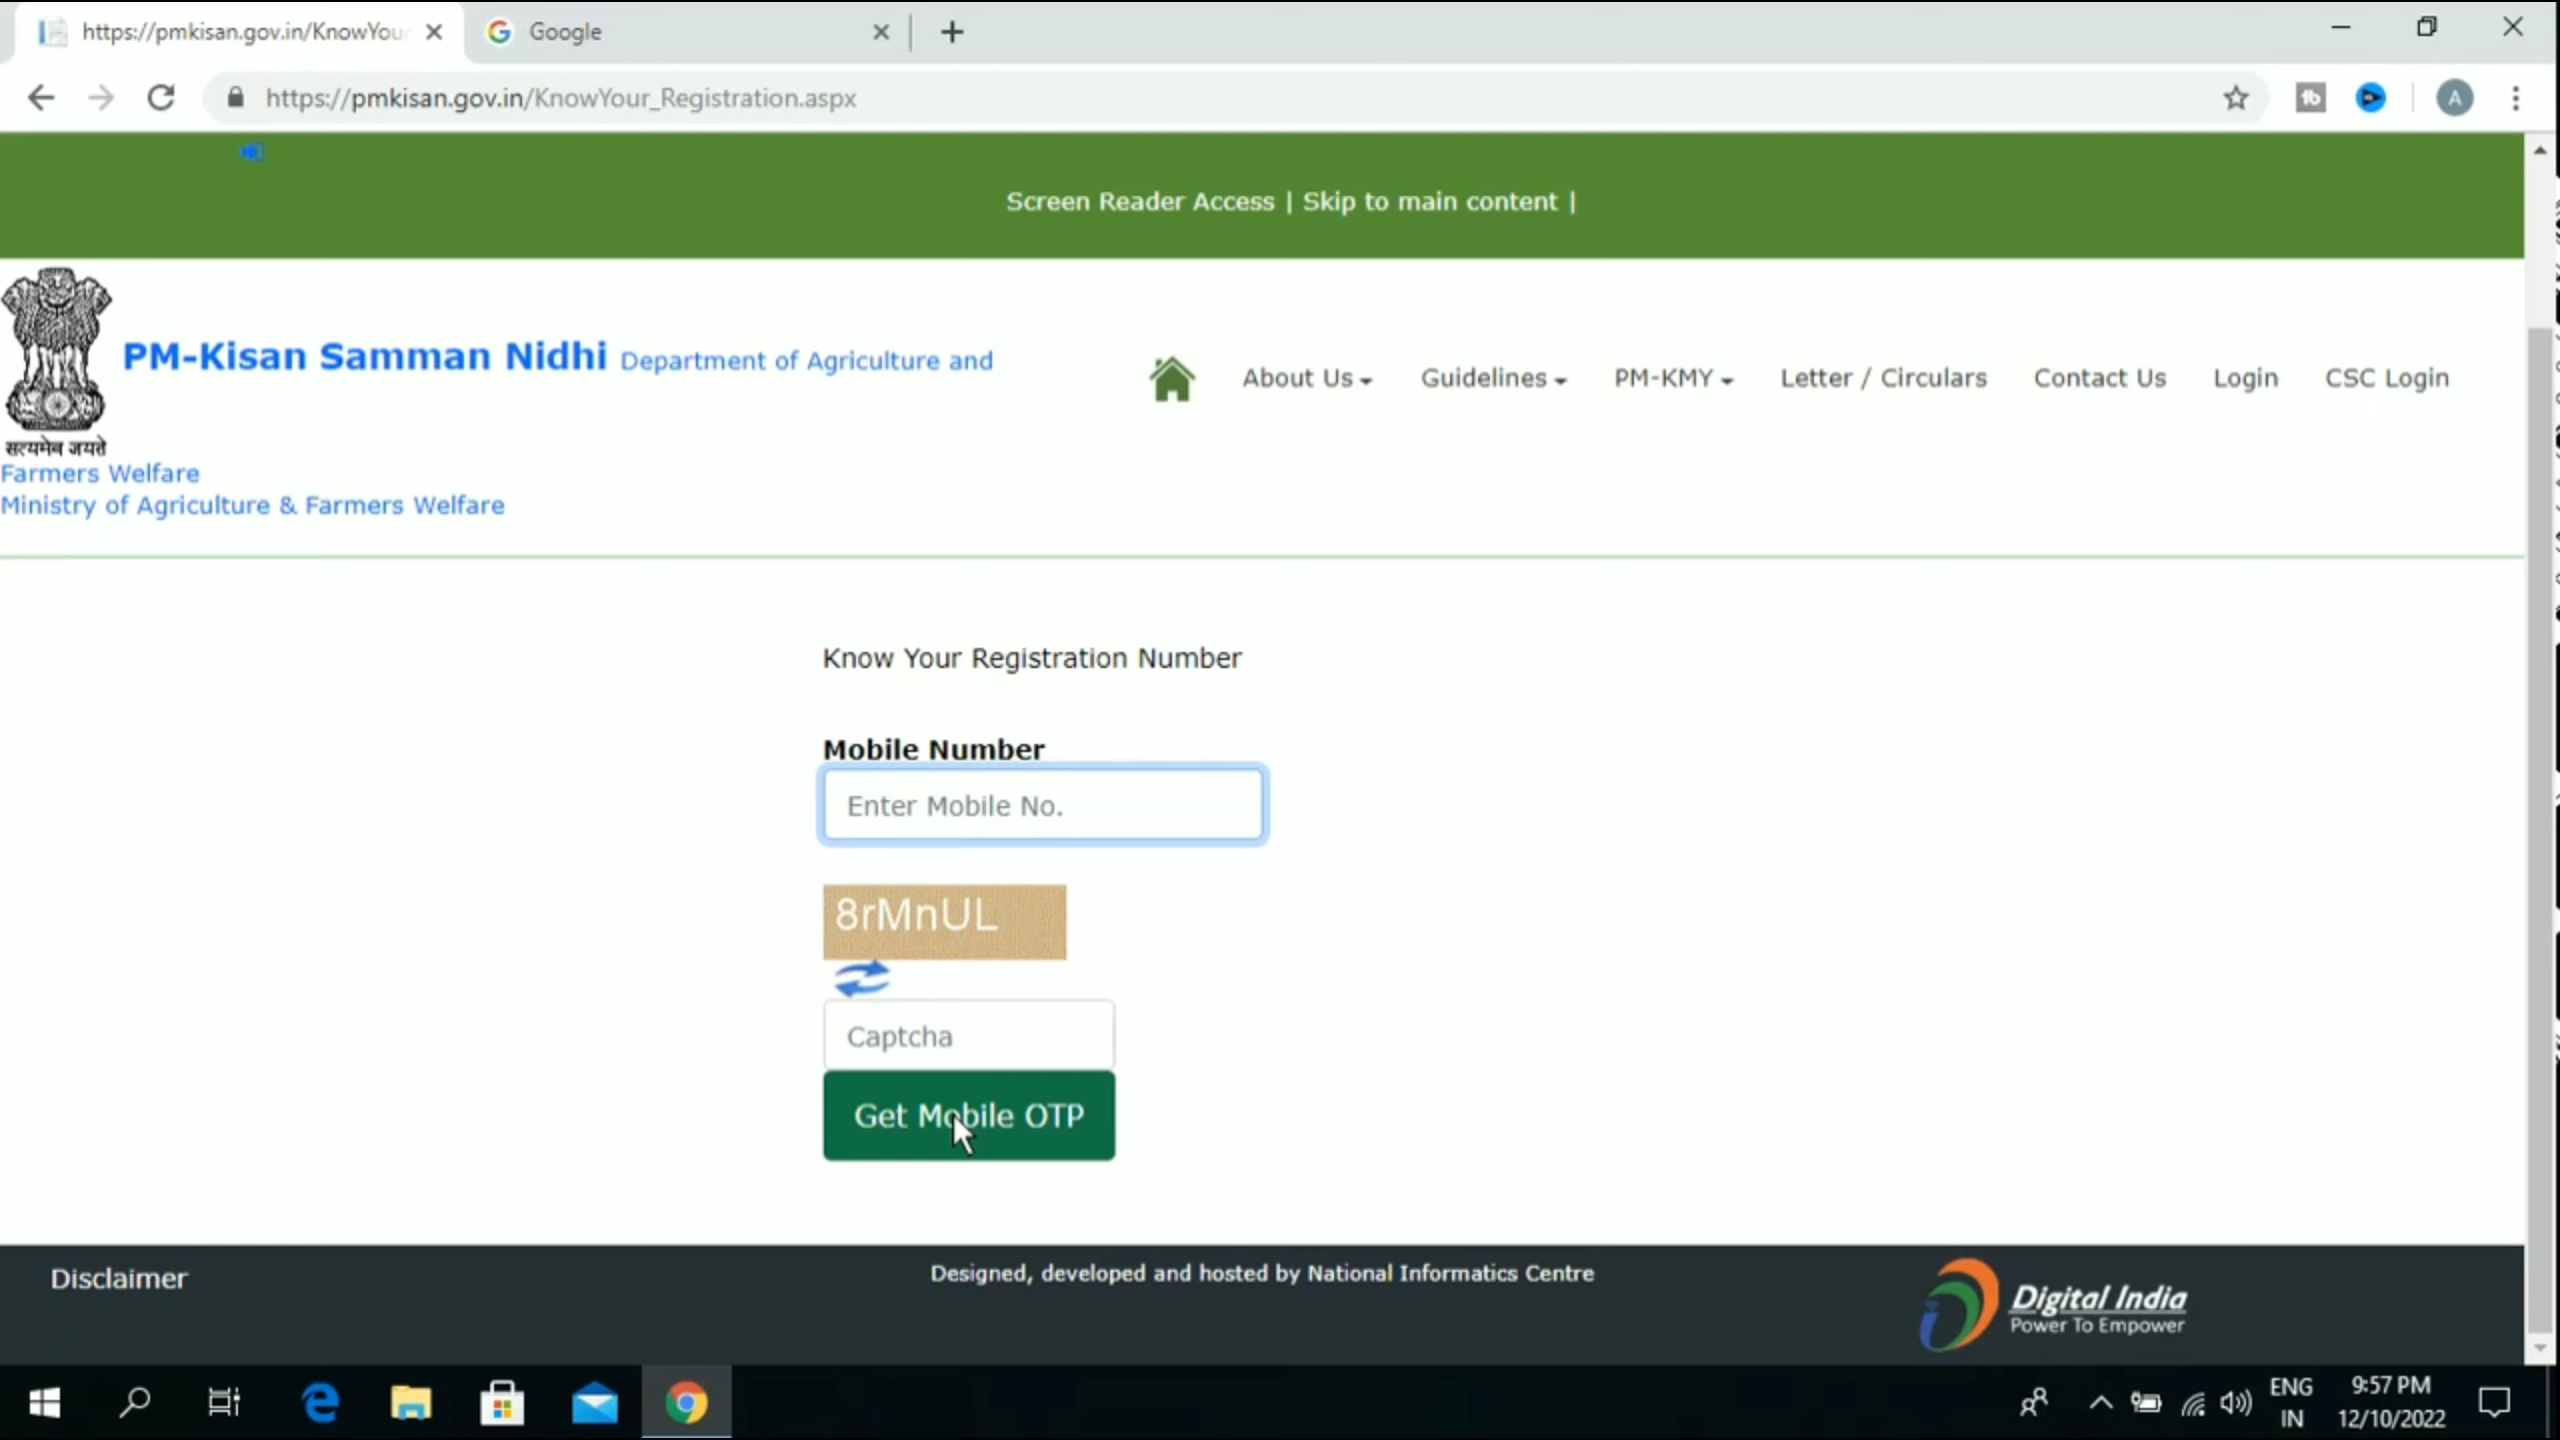 https://pmkisan.gov.in/KnowYou
Google
https://pmkisan.gov.in/KnowYour_Registration.aspx
A
Screen Reader Access | Skip to main content |
सत्यमेव जयते
PM-Kisan Samman Nidhi Department of Agriculture and
Farmers Welfare
Ministry of Agriculture & Farmers Welfare
About Us
Guidelines
PM-KMY
Letter / Circulars
Contact Us
Login
CSC Login
Know Your Registration Number
Mobile Number
Enter Mobile No.
8rMnUL
Captcha
Get Mobile OTP
Disclaimer
Designed, developed and hosted by National Informatics Centre
Digital India
Power To Empower
ENG
IN
9:57 PM
12/10/2022